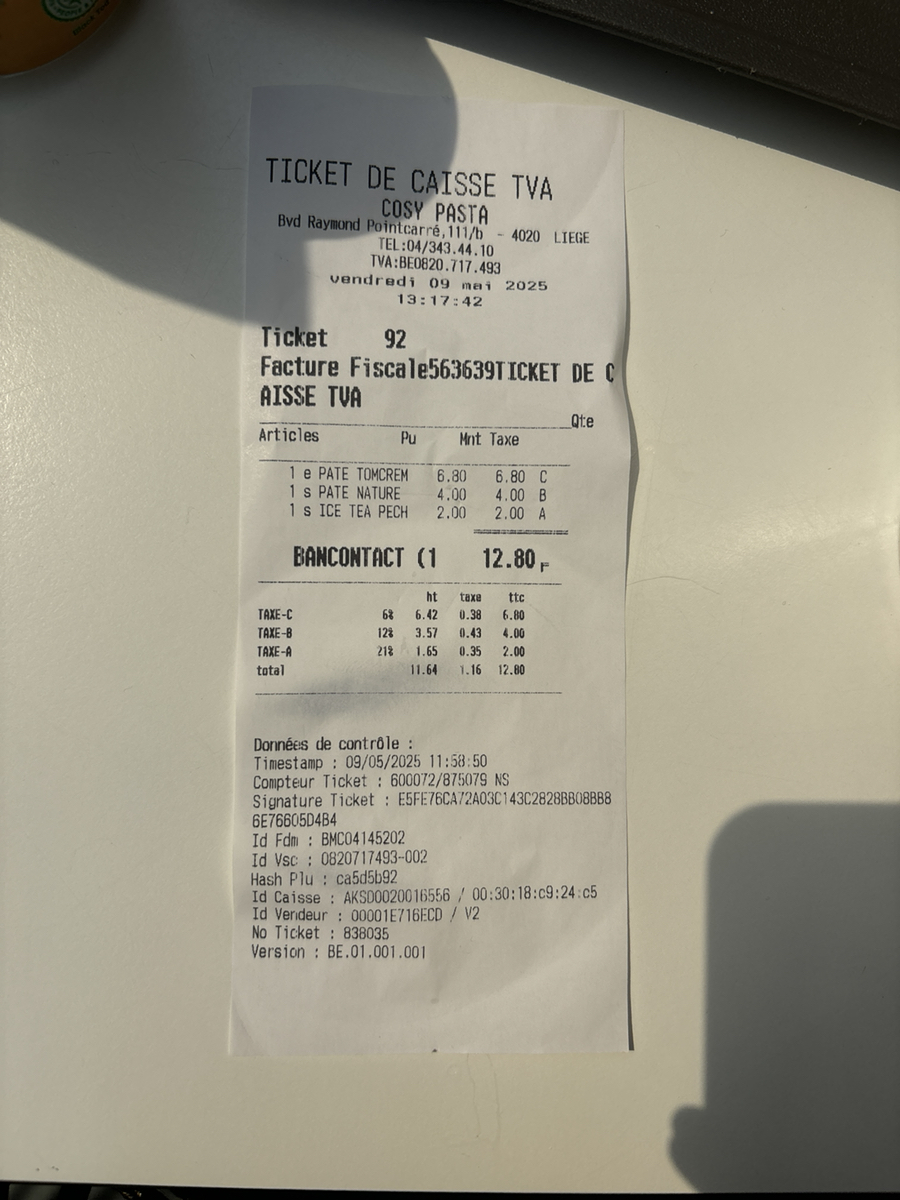 TICKET DE CAISSE TVA
COSY PASTA
Bvd Raymond Pointcarré,111/b - 4020 LIEGE
TEL:04/343.44.10
TVA:BE0820.717.493
vendredi 09 mai 2025
13:17:42
Ticket 92
Facture Fiscale563639TICKET DE C
AISSE TVA
Qte
Articles Pu Mnt Taxe
1 e PATE TOMCREM 6.80 6.80 C
1 s PATE NATURE 4.00 4.00 B
1 s ICE TEA PECH 2.00 2.00 A
BANCONTACT (1 12.80
ht taxe ttc
TAXE-C 6% 6.42 0.38 6.80
TAXE-B 12% 3.57 0.43 4.00
TAXE-A 21% 1.65 0.35 2.00
total 11.64 1.16 12.80
Données de contrôle :
Timestamp : 09/05/2025 11:58:50
Compteur Ticket : 600072/875079 NS
Signature Ticket : E5FE76CA72A03C143C2828BB08BB8
6E76605D4B4
Id Fdm : BMC04145202
Id Vsc : 0820717493-002
Hash Plu : ca5d5b92
Id Caisse : AKSD0020016556 / 00:30:18:c9:24:c5
Id Vendeur : 00001E716ECD / V2
No Ticket : 838035
Version : BE.01.001.001